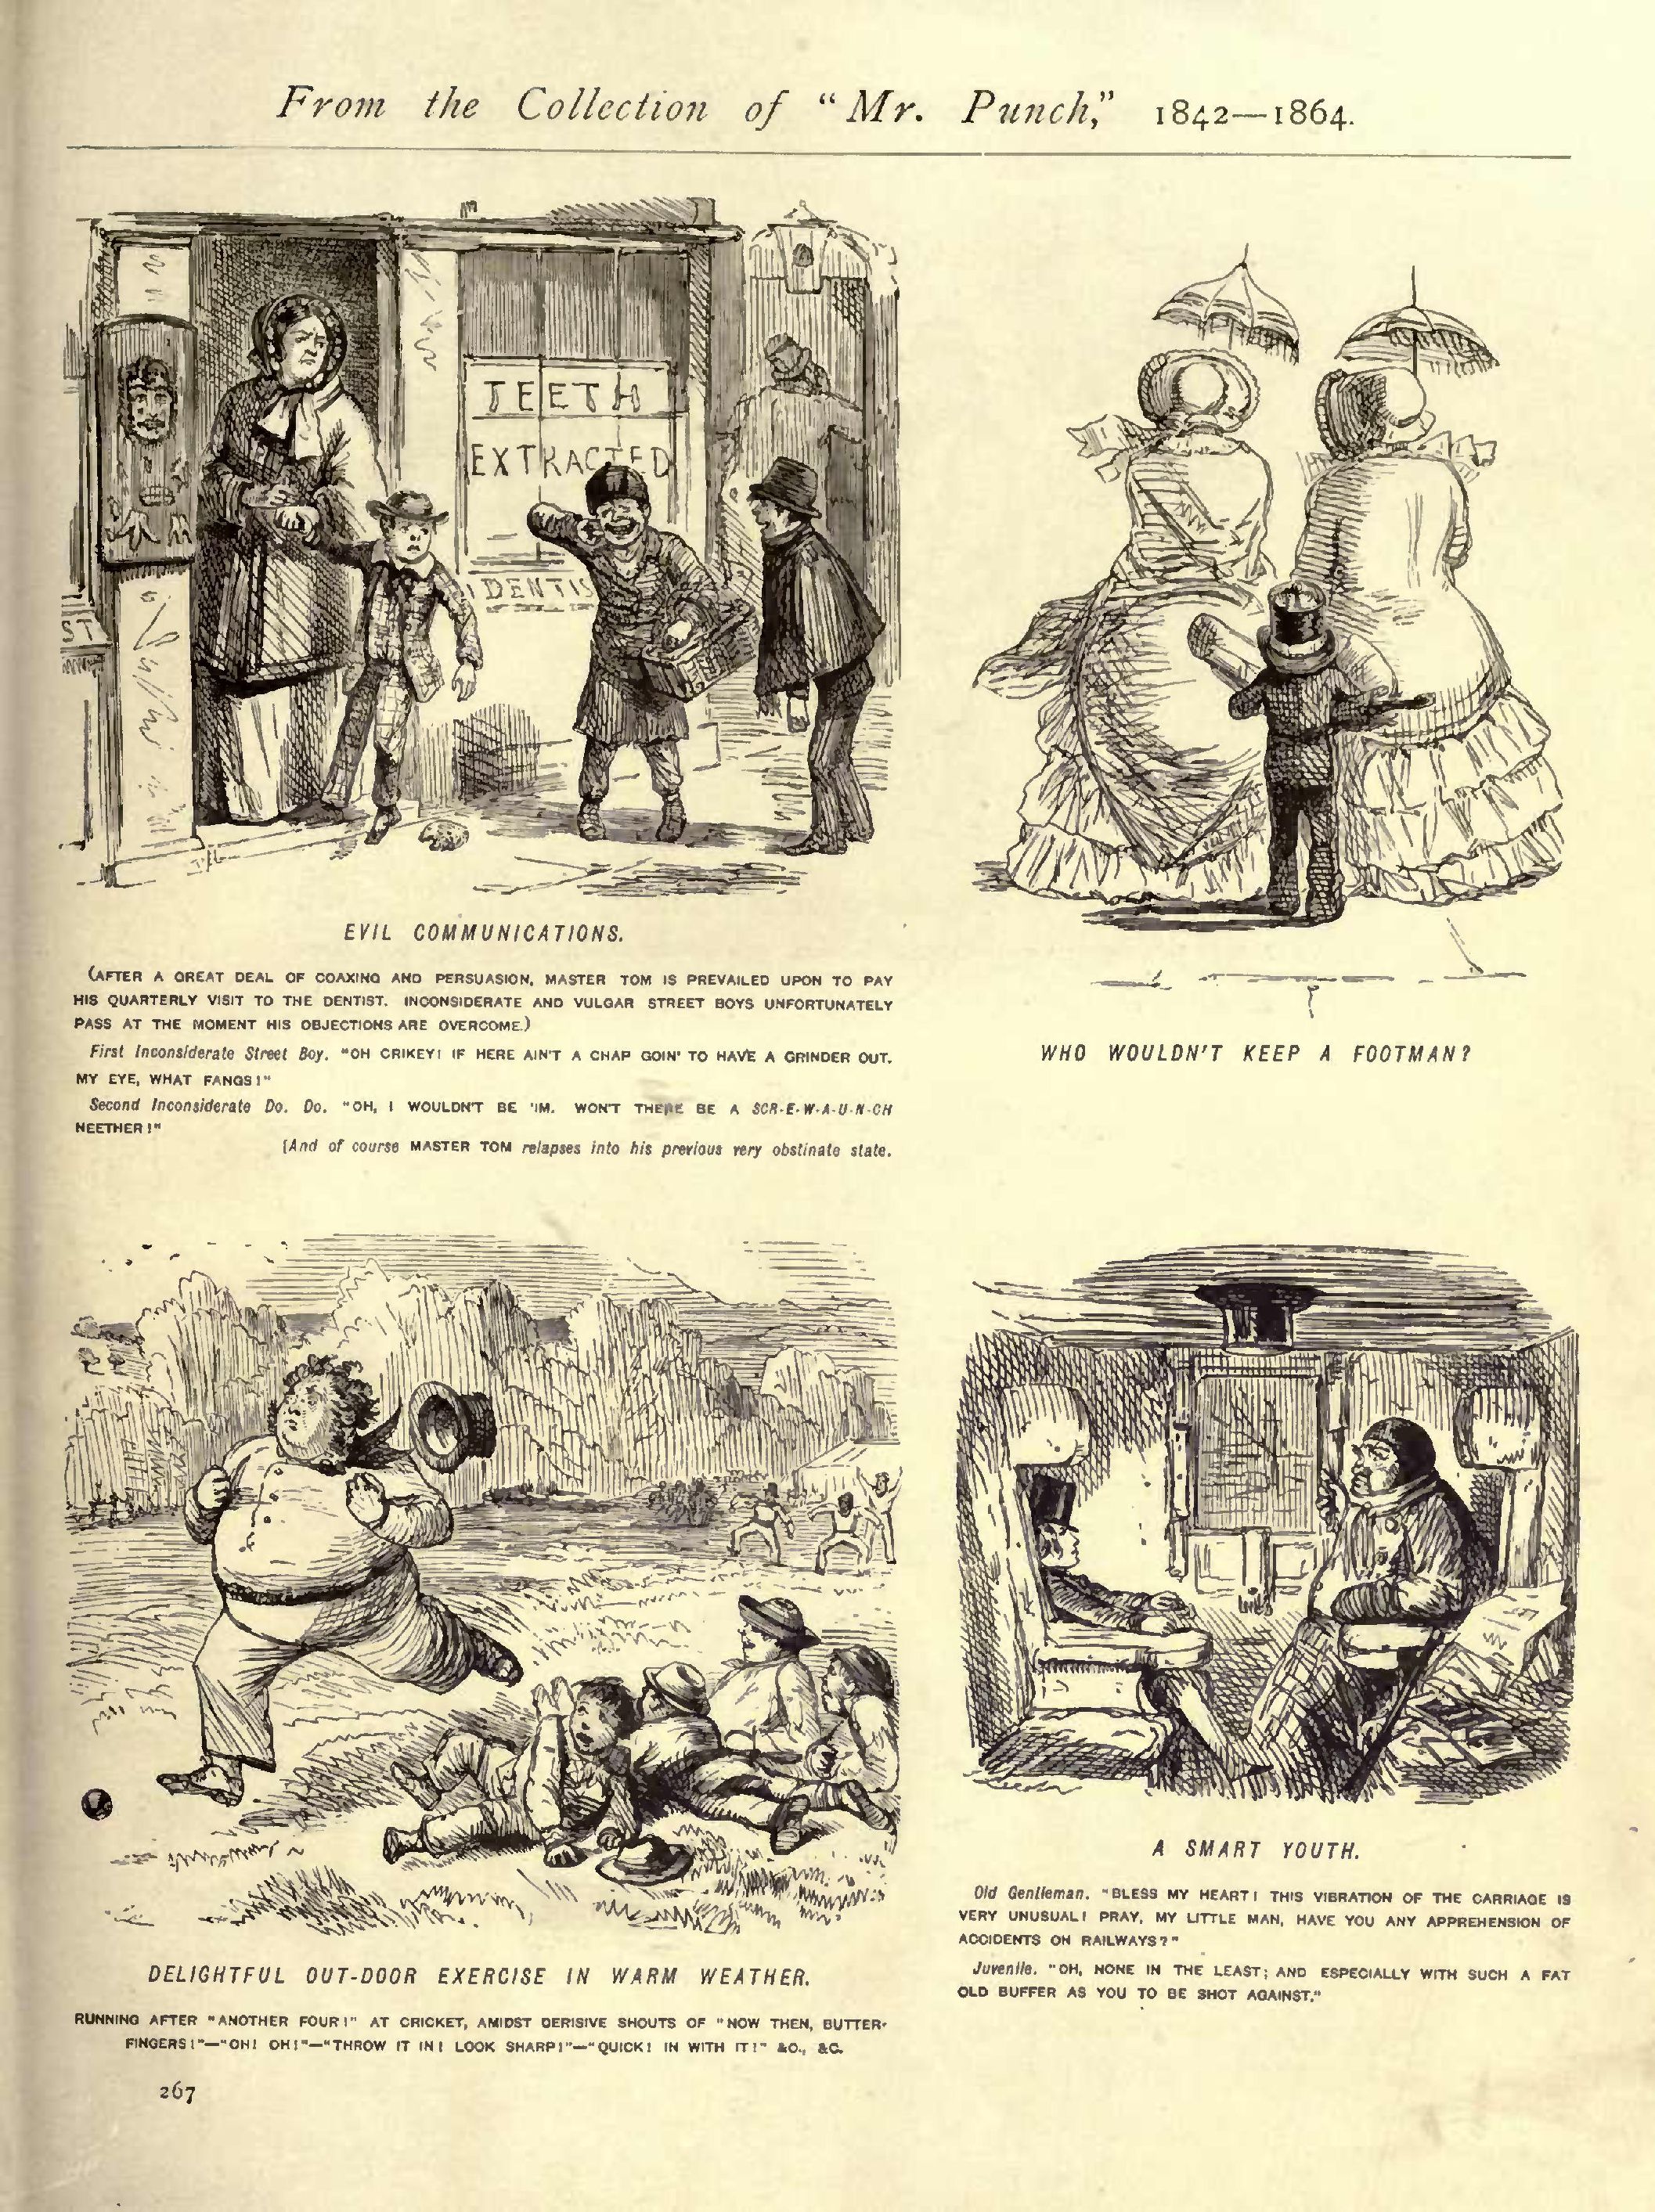 From the Collection of “Mr. Punch,” 1842—1864.
TEETH
EXTRACTED
DENTIS
ST
EVIL COMMUNICATIONS.
(AFTER A GREAT DEAL OF COAXING AND PERSUASION, MASTER TOM IS PREVAILED UPON TO PAY
HIS QUARTERLY VISIT TO THE DENTIST. INCONSIDERATE AND VULGAR STREET BOYS UNFORTUNATELY
PASS AT THE MOMENT HIS OBJECTIONS ARE OVERCOME.)
First Inconsiderate Street Boy. "OH CRIKEY! IF HERE AIN'T A CHAP GOIN' TO HAVE A GRINDER OUT.
MY EYE, WHAT FANGS!"
Second Inconsiderate Do. Do. "OH, I WOULDN'T BE 'IM. WON'T THERE BE A SCR-E-W-A-U-N-CH
NEETHER!"
[And of course MASTER TOM relapses into his previous very obstinate state.
WHO WOULDN'T KEEP A FOOTMAN?
DELIGHTFUL OUT-DOOR EXERCISE IN WARM WEATHER.
RUNNING AFTER "ANOTHER FOUR!" AT CRICKET, AMIDST DERISIVE SHOUTS OF "NOW THEN, BUTTER-
FINGERS!"—"OH! OH!"—"THROW IT IN! LOOK SHARP!"—"QUICK! IN WITH IT!" &C., &C.
Leech
A SMART YOUTH.
Old Gentleman. "BLESS MY HEART! THIS VIBRATION OF THE CARRIAGE IS
VERY UNUSUAL! PRAY, MY LITTLE MAN, HAVE YOU ANY APPREHENSION OF
ACCIDENTS ON RAILWAYS?"
Juvenile. "OH, NONE IN THE LEAST; AND ESPECIALLY WITH SUCH A FAT
OLD BUFFER AS YOU TO BE SHOT AGAINST."
267